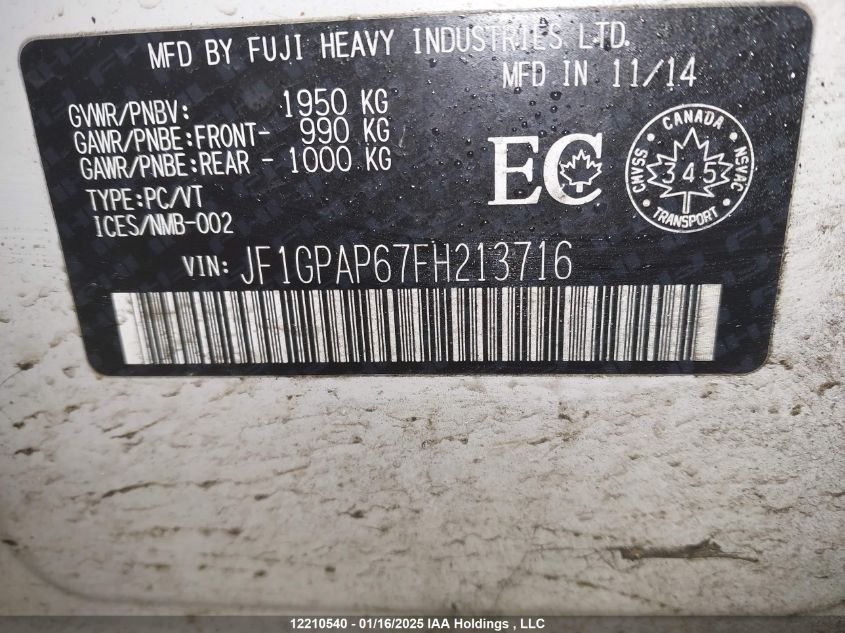 MFD BY FUJI HEAVY INDUSTRIES LTD.
MFD IN 11/14
GVWR/PNBV: 1950 KG
GAWR/PNBE:FRONT- 990 KG
GAWR/PNBE:REAR - 1000 KG
TYPE:PC/VT
ICES/NMB-002
EC
CANADA
CMVSS 345 NSVAC
TRANSPORT
VIN: JF1GPAP67FH213716
12210540 - 01/16/2025 IAA Holdings , LLC